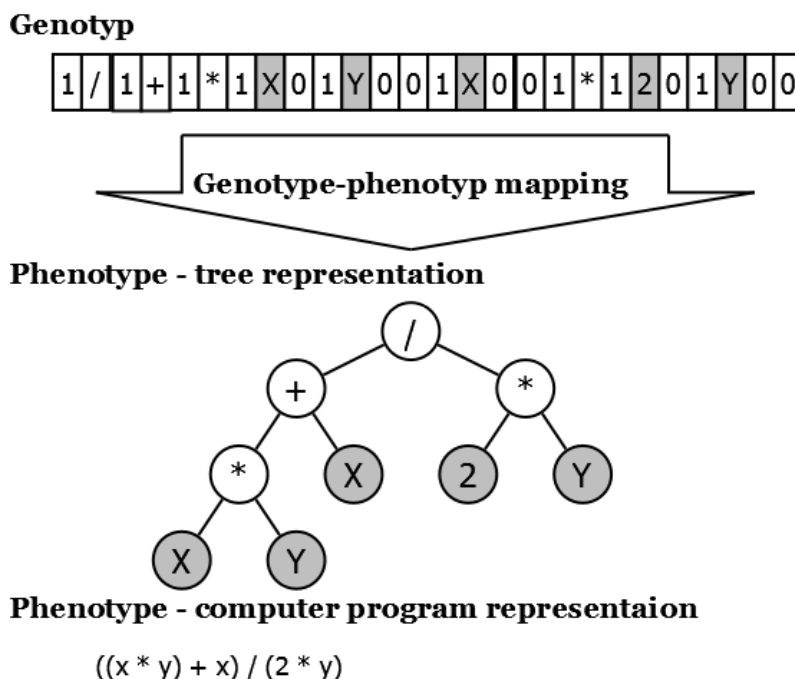 Genotyp
1 / 1 + 1 * 1 X 0 1 Y 0 0 1 X 0 0 1 * 1 2 0 1 Y 0 0
Genotype-phenotyp mapping
Phenotype - tree representation
/
+ *
* X 2 Y
X Y
Phenotype - computer program representaion
((x * y) + x) / (2 * y)